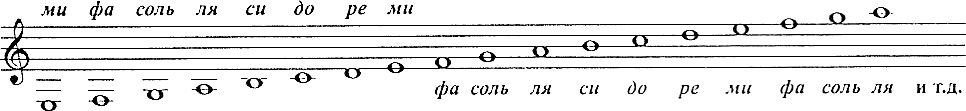 ми фа соль ля си до ре ми
фа соль ля си до ре ми фа соль ля и т.д.